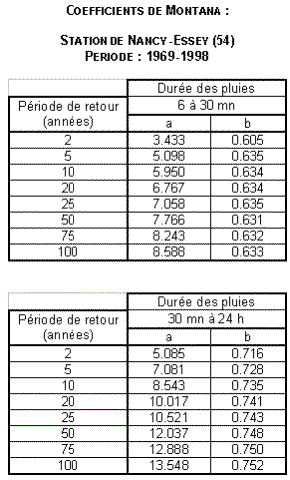 COEFFICIENTS DE MONTANA :
STATION DE NANCY-ESSEY (54)
PERIODE : 1969-1998
Période de retour (années) Durée des pluies
6 à 30 mn
a b
2 3.433 0.605
5 5.098 0.635
10 5.950 0.634
20 6.767 0.634
25 7.058 0.635
50 7.766 0.631
75 8.243 0.632
100 8.588 0.633
Période de retour (années) Durée des pluies
30 mn à 24 h
a b
2 5.085 0.716
5 7.081 0.728
10 8.543 0.735
20 10.017 0.741
25 10.521 0.743
50 12.037 0.748
75 12.888 0.750
100 13.548 0.752